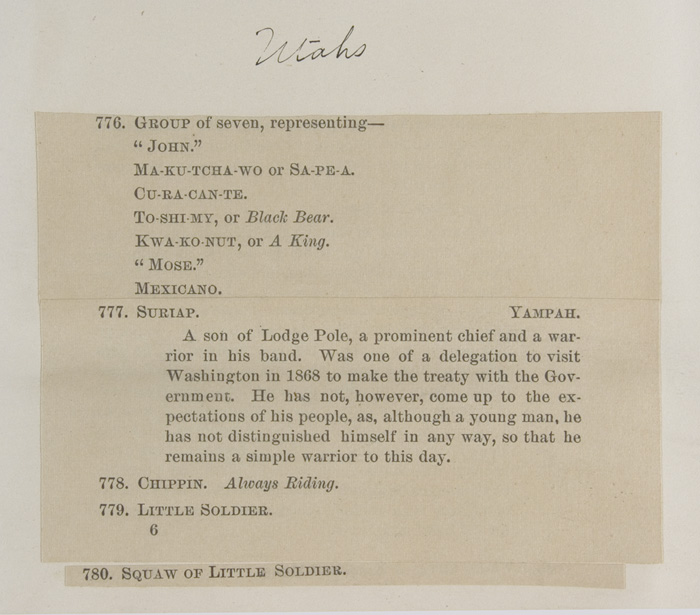 Utahs
776. GROUP of seven, representing—
"JOHN."
MA-KU-TCHA-WO or SA-PE-A.
CU-RA-CAN-TE.
TO-SHI-MY, or Black Bear.
KWA-KO-NUT, or A King.
"MOSE."
MEXICANO.
777. SURIAP. YAMPAH.
A son of Lodge Pole, a prominent chief and a war-
rior in his band. Was one of a delegation to visit
Washington in 1868 to make the treaty with the Gov-
ernment. He has not, however, come up to the ex-
pectations of his people, as, although a young man, he
has not distinguished himself in any way, so that he
remains a simple warrior to this day.
778. CHIPPIN. Always Riding.
779. LITTLE SOLDIER.
6
780. SQUAW OF LITTLE SOLDIER.